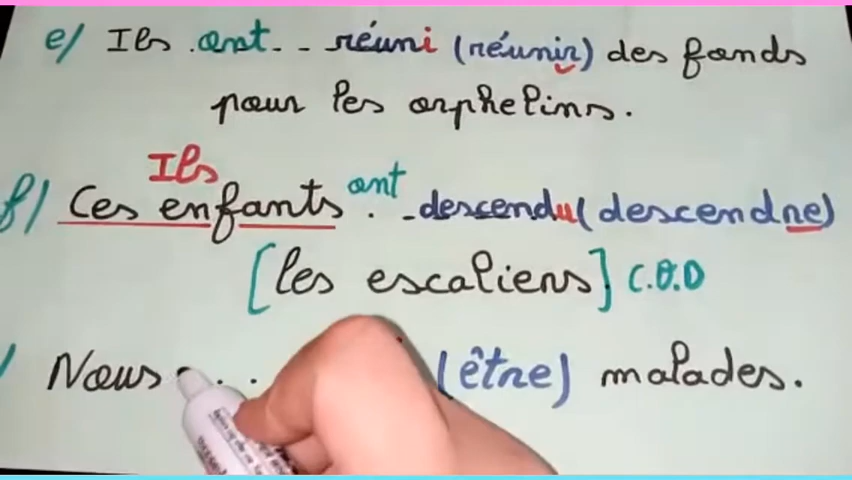 e/ Ils .ont.. réuni (réunir) des fonds
pour les orphelins.
Ils
f/ Ces enfants ont . . descendu (descendre)
[les escaliers] C.O.D
/ Nous ... (être) malades.